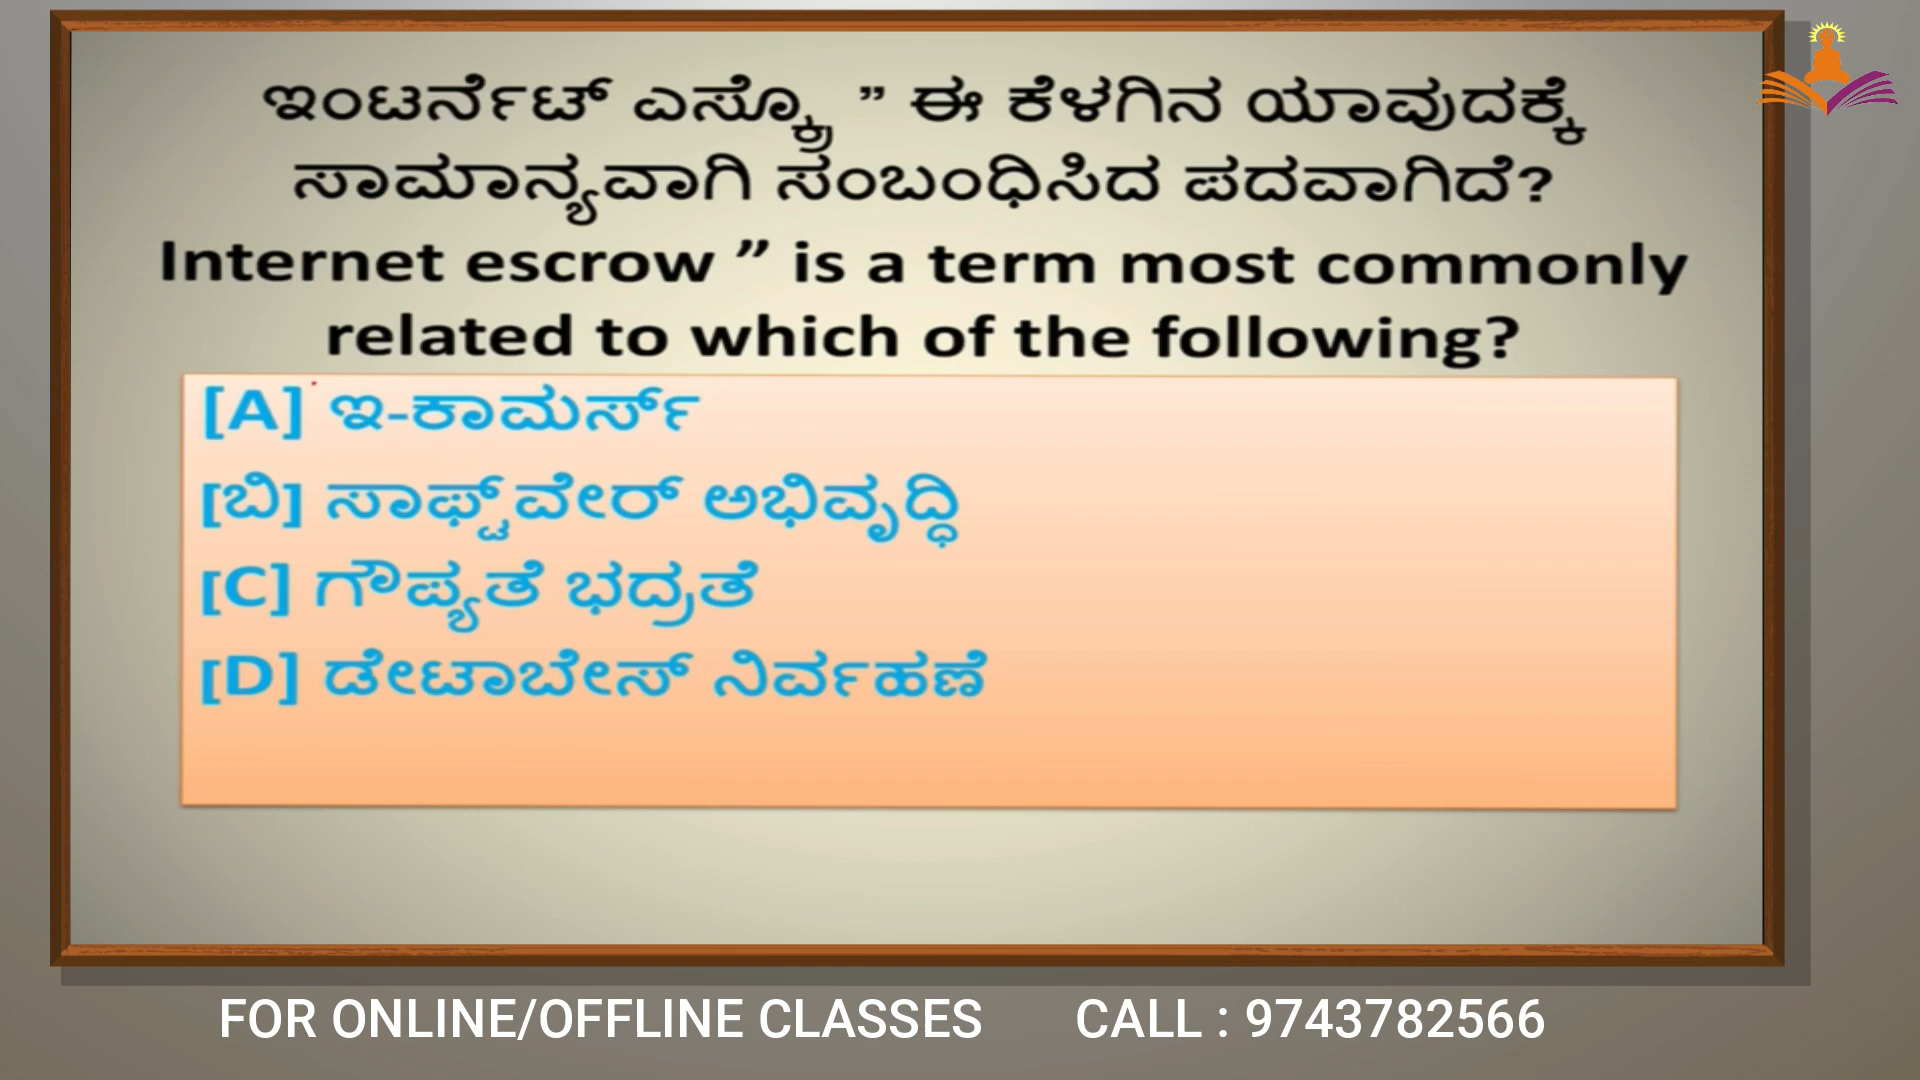 ಇಂಟರ್ನೆಟ್ ಎಸ್ಕ್ರೊ ” ಈ ಕೆಳಗಿನ ಯಾವುದಕ್ಕೆ
ಸಾಮಾನ್ಯವಾಗಿ ಸಂಬಂಧಿಸಿದ ಪದವಾಗಿದೆ?
Internet escrow ” is a term most commonly
related to which of the following?
[A] ಇ-ಕಾಮರ್ಸ್
[ಬಿ] ಸಾಫ್ಟ್‌ವೇರ್ ಅಭಿವೃದ್ಧಿ
[C] ಗೌಪ್ಯತೆ ಭದ್ರತೆ
[D] ಡೇಟಾಬೇಸ್ ನಿರ್ವಹಣೆ
FOR ONLINE/OFFLINE CLASSES CALL : 9743782566